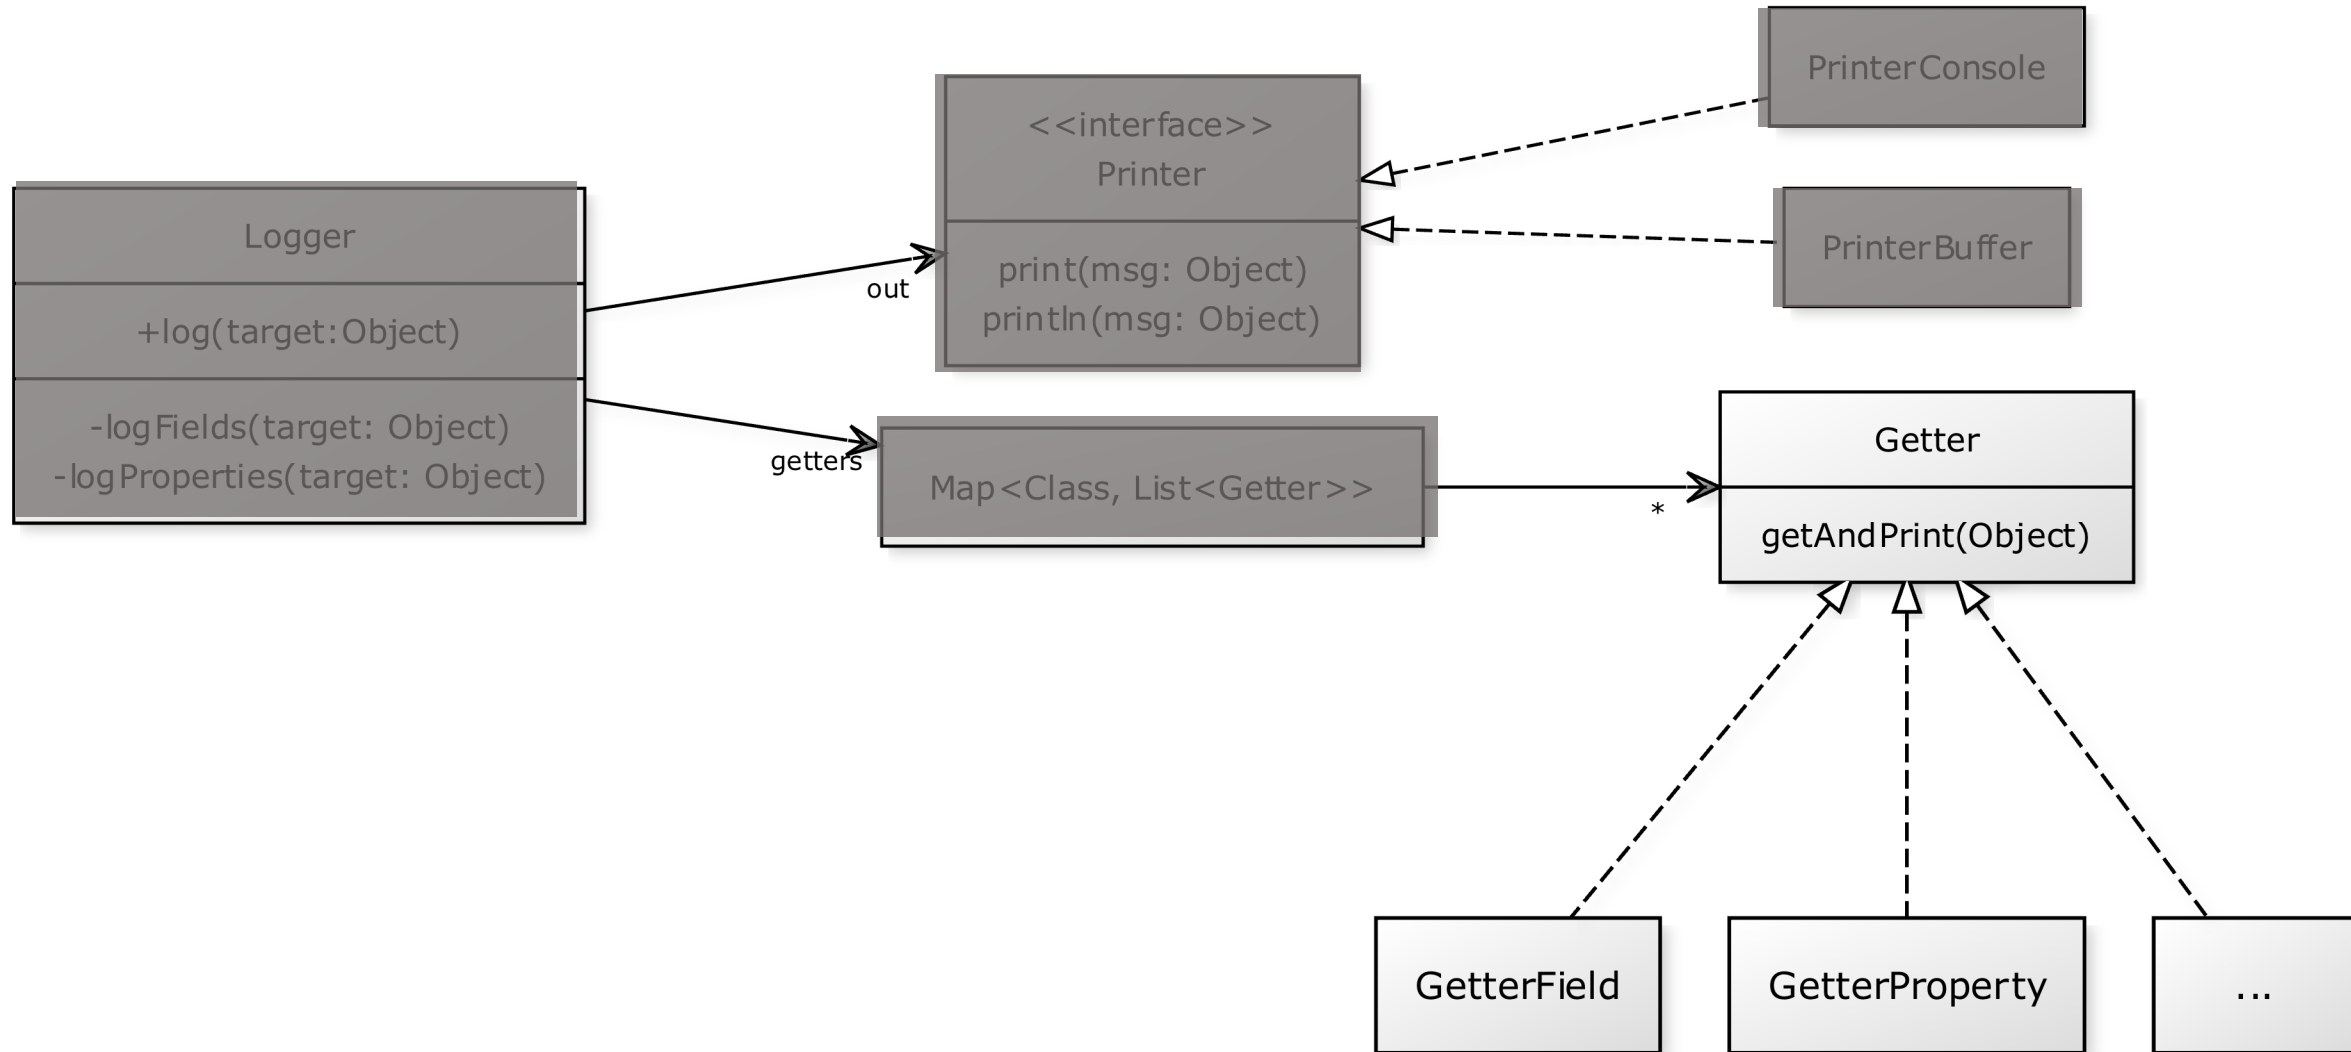 PrinterConsole
<<interface>>
Printer
print(msg: Object)
println(msg: Object)
PrinterBuffer
Logger
+log(target:Object)
-logFields(target: Object)
-logProperties(target: Object)
out
getters
Map<Class, List<Getter>>
*
Getter
getAndPrint(Object)
GetterField
GetterProperty
...